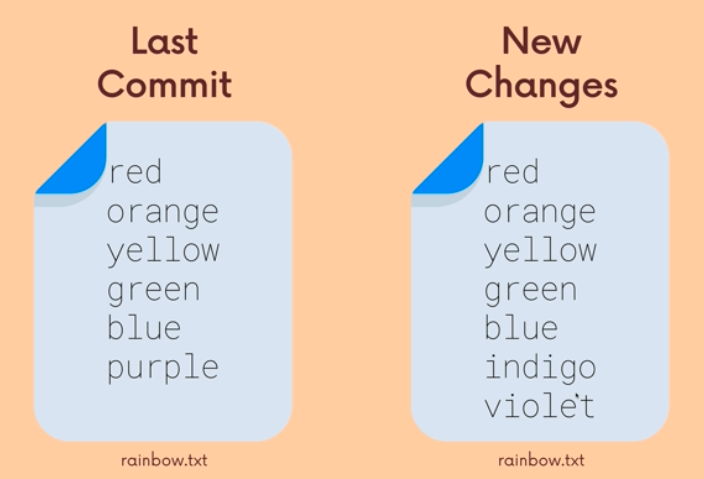 Last
Commit
red
orange
yellow
green
blue
purple
rainbow.txt
New
Changes
red
orange
yellow
green
blue
indigo
violet
rainbow.txt